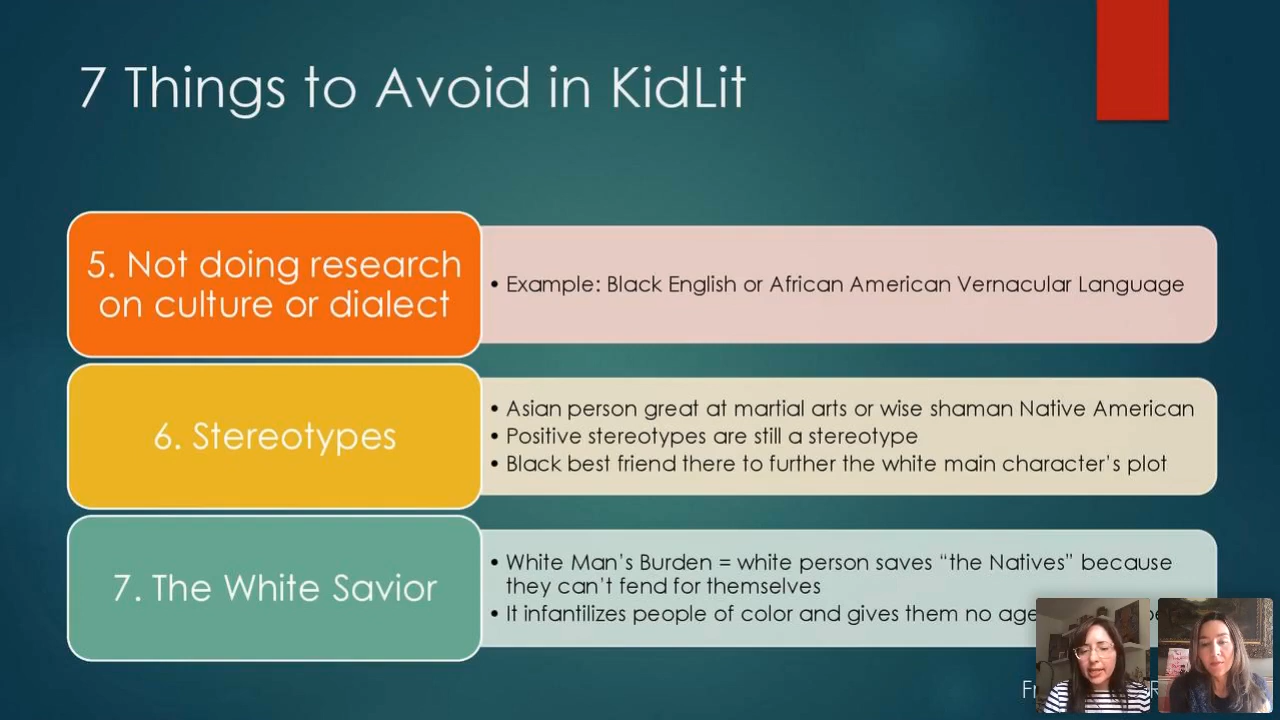 7 Things to Avoid in KidLit
5. Not doing research
on culture or dialect
• Example: Black English or African American Vernacular Language
6. Stereotypes
• Asian person great at martial arts or wise shaman Native American
• Positive stereotypes are still a stereotype
• Black best friend there to further the white main character's plot
7. The White Savior
• White Man's Burden = white person saves “the Natives” because
they can't fend for themselves
• It infantilizes people of color and gives them no